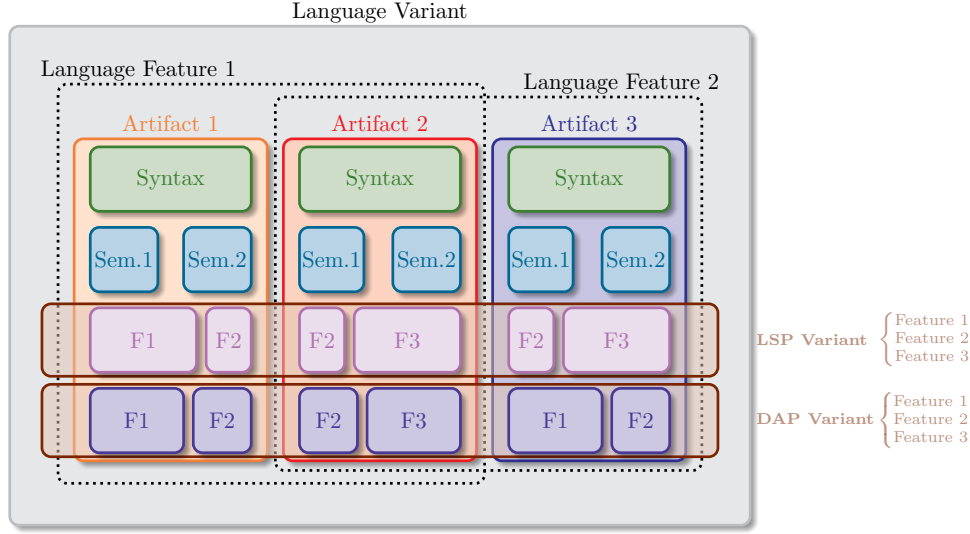 Language Variant
Language Feature 1
Language Feature 2
Artifact 1 Artifact 2 Artifact 3
Syntax Syntax Syntax
Sem.1 Sem.2 Sem.1 Sem.2 Sem.1 Sem.2
F1 F2 F2 F3 F2 F3
LSP Variant
Feature 1
Feature 2
Feature 3
F1 F2 F2 F3 F1 F2
DAP Variant
Feature 1
Feature 2
Feature 3